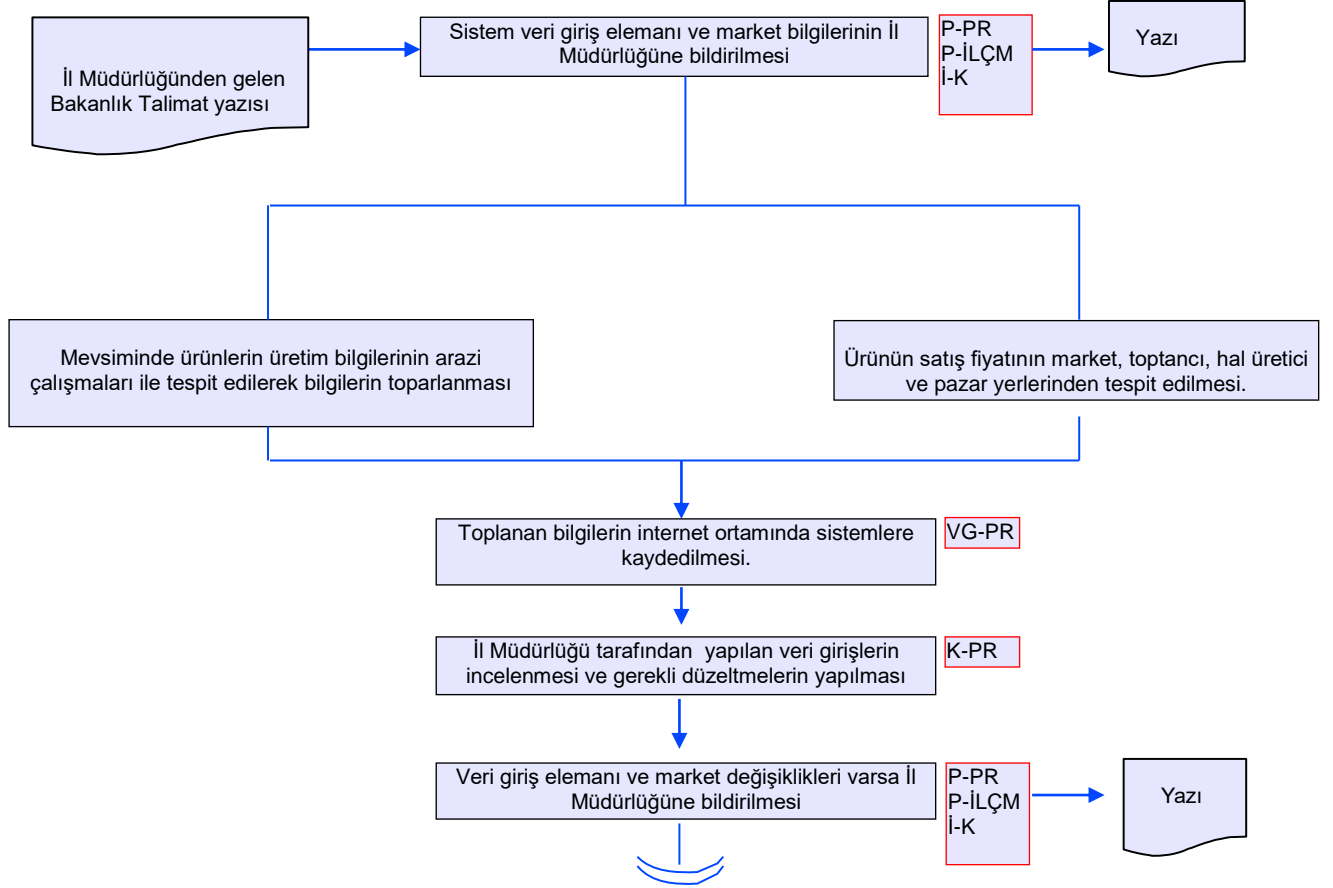 İl Müdürlüğünden gelen
Bakanlık Talimat yazısı
Sistem veri giriş elemanı ve market bilgilerinin İl
Müdürlüğüne bildirilmesi
P-PR
P-İLÇM
İ-K
Yazı
Mevsiminde ürünlerin üretim bilgilerinin arazi
çalışmaları ile tespit edilerek bilgilerin toparlanması
Ürünün satış fiyatının market, toptancı, hal üretici
ve pazar yerlerinden tespit edilmesi.
Toplanan bilgilerin internet ortamında sistemlere
kaydedilmesi.
VG-PR
İl Müdürlüğü tarafından yapılan veri girişlerin
incelenmesi ve gerekli düzeltmelerin yapılması
K-PR
Veri giriş elemanı ve market değişiklikleri varsa İl
Müdürlüğüne bildirilmesi
P-PR
P-İLÇM
İ-K
Yazı